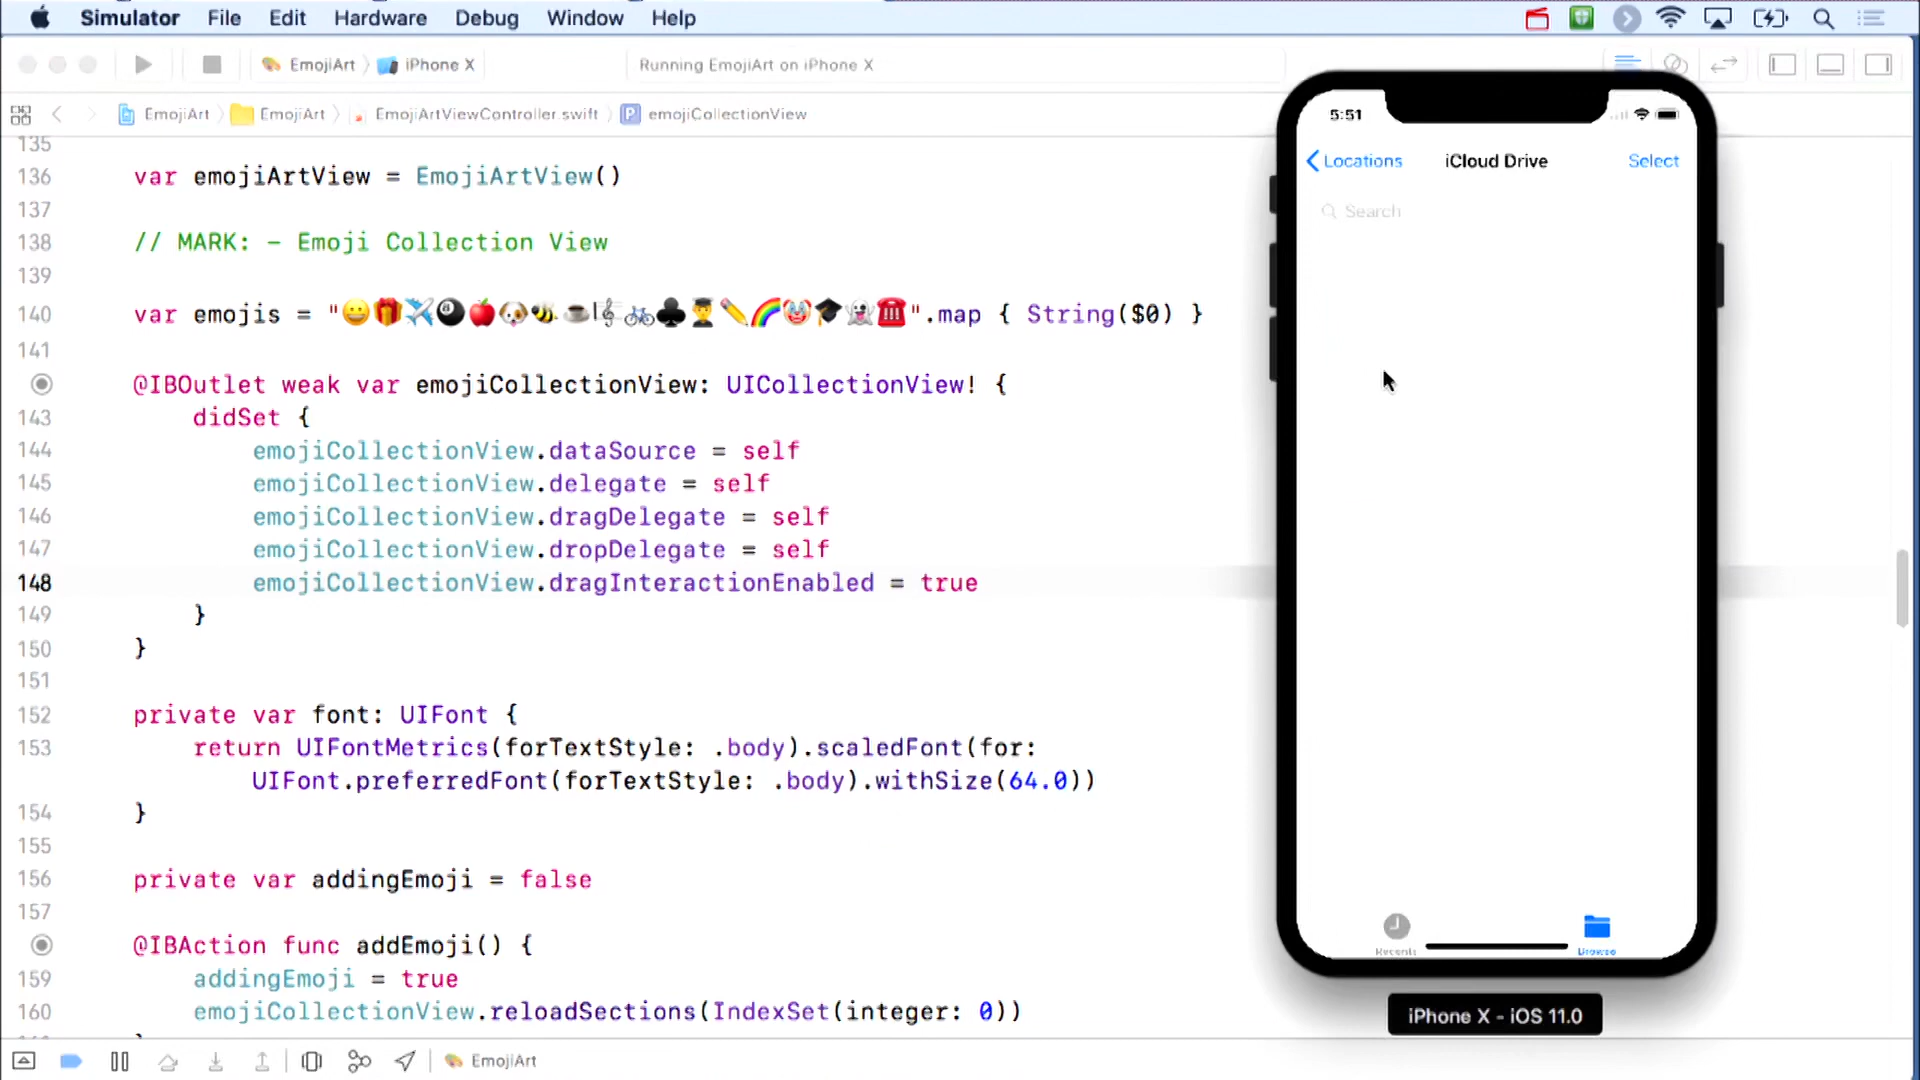 Simulator File Edit Hardware Debug Window Help
EmojiArt iPhone X Running EmojiArt on iPhone X
EmojiArt EmojiArt EmojiArtViewController.swift emojiCollectionView
135
136 var emojiArtView = EmojiArtView()
137
138 // MARK: - Emoji Collection View
139
140 var emojis = "😀🎁✈️🎱🍎🐶🐝☕️🎼🚲♣️👨‍🎓✏️🌈🤡🎓👻☎️".map { String($0) }
141
@IBOutlet weak var emojiCollectionView: UICollectionView! {
143 didSet {
144 emojiCollectionView.dataSource = self
145 emojiCollectionView.delegate = self
146 emojiCollectionView.dragDelegate = self
147 emojiCollectionView.dropDelegate = self
148 emojiCollectionView.dragInteractionEnabled = true
149 }
150 }
151
152 private var font: UIFont {
153 return UIFontMetrics(forTextStyle: .body).scaledFont(for:
UIFont.preferredFont(forTextStyle: .body).withSize(64.0))
154 }
155
156 private var addingEmoji = false
157
@IBAction func addEmoji() {
159 addingEmoji = true
160 emojiCollectionView.reloadSections(IndexSet(integer: 0))
EmojiArt
5:51
Locations iCloud Drive Select
Search
Recents Browse
iPhone X - iOS 11.0